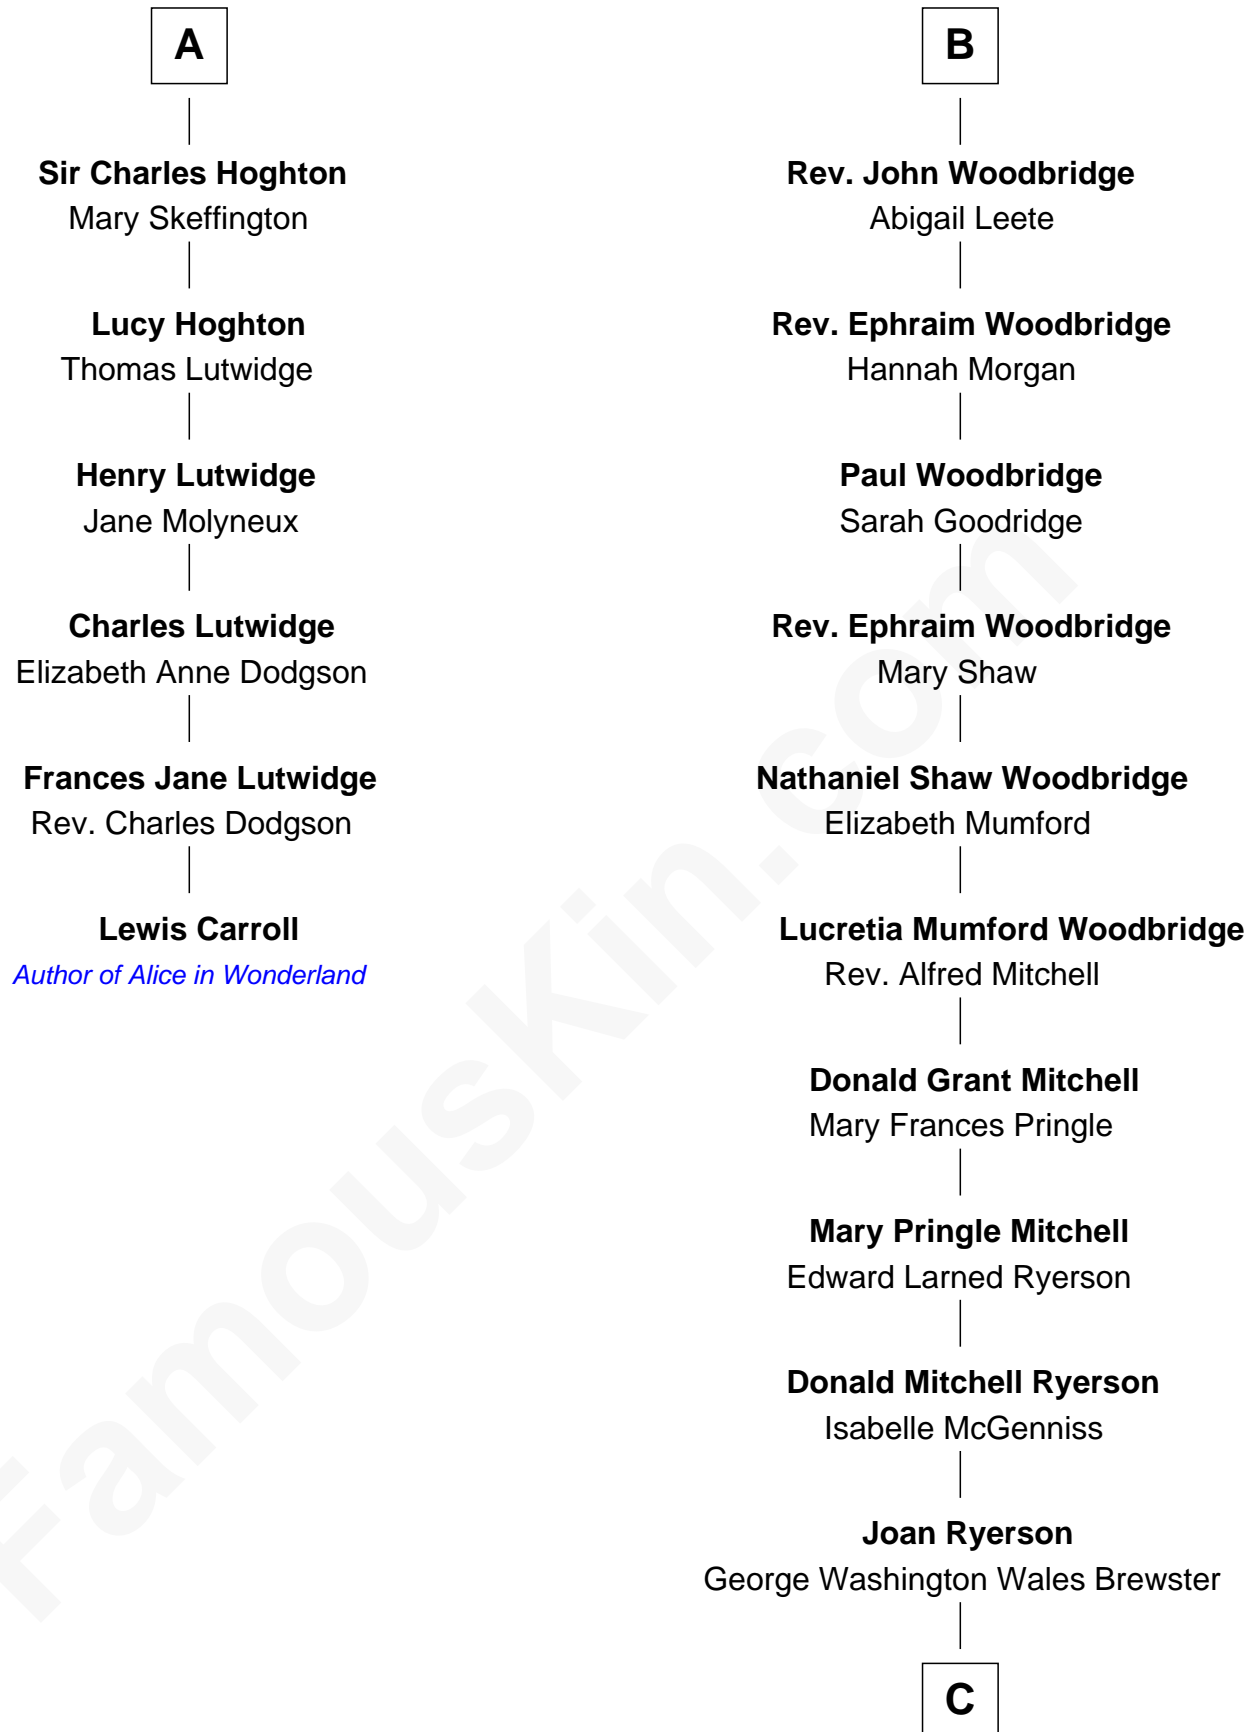 A
Sir Charles Hoghton
Mary Skeffington
Lucy Hoghton
Thomas Lutwidge
Henry Lutwidge
Jane Molyneux
Charles Lutwidge
Elizabeth Anne Dodgson
Frances Jane Lutwidge
Rev. Charles Dodgson
Lewis Carroll
Author of Alice in Wonderland
B
Rev. John Woodbridge
Abigail Leete
Rev. Ephraim Woodbridge
Hannah Morgan
Paul Woodbridge
Sarah Goodridge
Rev. Ephraim Woodbridge
Mary Shaw
Nathaniel Shaw Woodbridge
Elizabeth Mumford
Lucretia Mumford Woodbridge
Rev. Alfred Mitchell
Donald Grant Mitchell
Mary Frances Pringle
Mary Pringle Mitchell
Edward Larned Ryerson
Donald Mitchell Ryerson
Isabelle McGenniss
Joan Ryerson
George Washington Wales Brewster
C
FamousKin.com